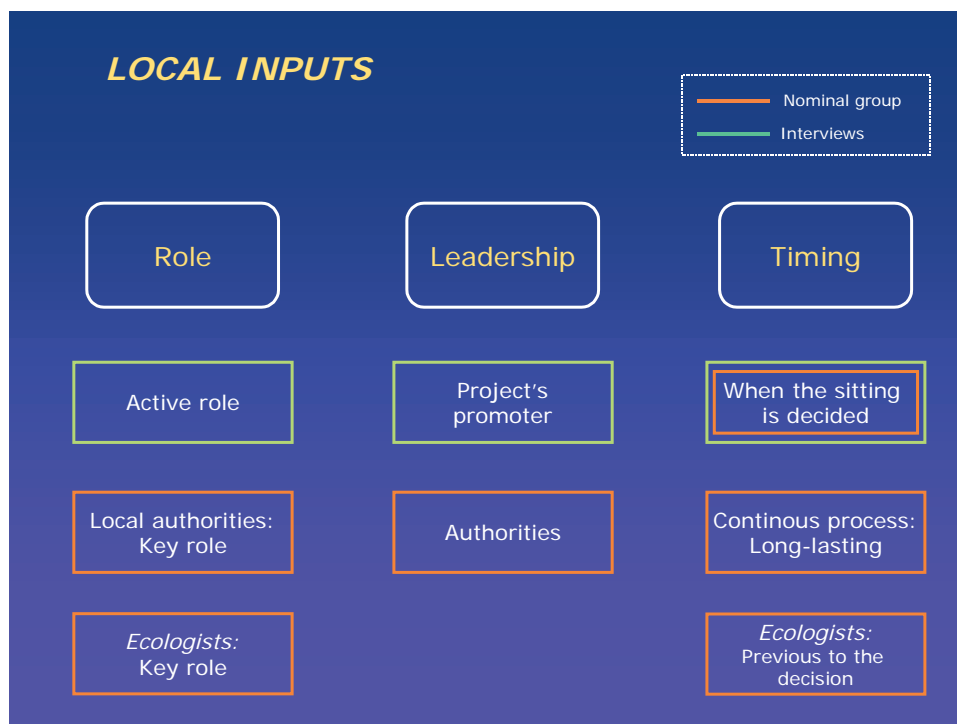 LOCAL INPUTS
Nominal group
Interviews
Role
Leadership
Timing
Active role
Project's
promoter
When the sitting
is decided
Local authorities:
Key role
Authorities
Continous process:
Long-lasting
Ecologists:
Key role
Ecologists:
Previous to the
decision